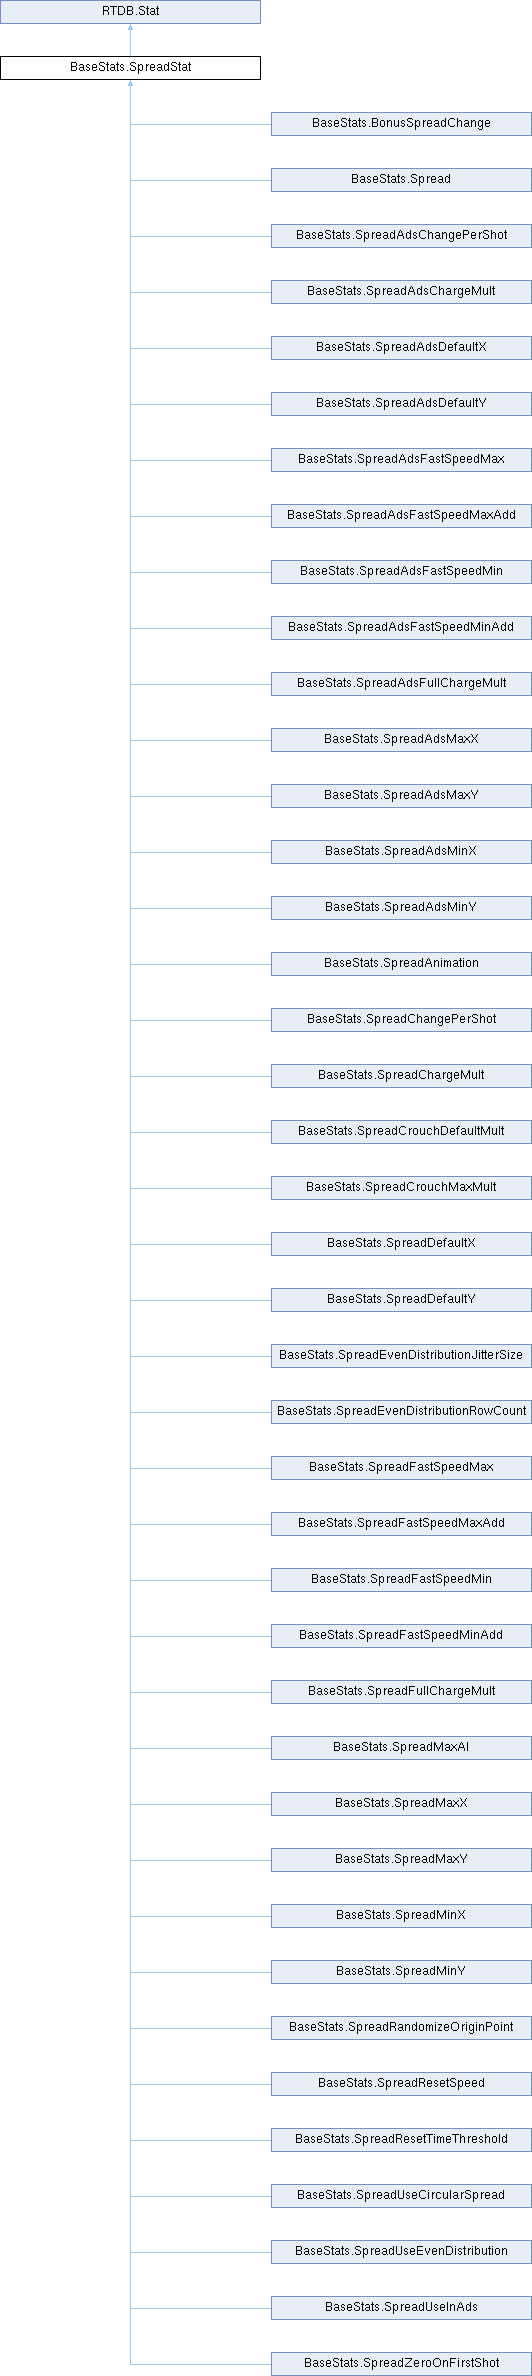 RTDB.Stat
BaseStats.SpreadStat
BaseStats.BonusSpreadChange
BaseStats.Spread
BaseStats.SpreadAdsChangePerShot
BaseStats.SpreadAdsChargeMult
BaseStats.SpreadAdsDefaultX
BaseStats.SpreadAdsDefaultY
BaseStats.SpreadAdsFastSpeedMax
BaseStats.SpreadAdsFastSpeedMaxAdd
BaseStats.SpreadAdsFastSpeedMin
BaseStats.SpreadAdsFastSpeedMinAdd
BaseStats.SpreadAdsFullChargeMult
BaseStats.SpreadAdsMaxX
BaseStats.SpreadAdsMaxY
BaseStats.SpreadAdsMinX
BaseStats.SpreadAdsMinY
BaseStats.SpreadAnimation
BaseStats.SpreadChangePerShot
BaseStats.SpreadChargeMult
BaseStats.SpreadCrouchDefaultMult
BaseStats.SpreadCrouchMaxMult
BaseStats.SpreadDefaultX
BaseStats.SpreadDefaultY
BaseStats.SpreadEvenDistributionJitterSize
BaseStats.SpreadEvenDistributionRowCount
BaseStats.SpreadFastSpeedMax
BaseStats.SpreadFastSpeedMaxAdd
BaseStats.SpreadFastSpeedMin
BaseStats.SpreadFastSpeedMinAdd
BaseStats.SpreadFullChargeMult
BaseStats.SpreadMaxAI
BaseStats.SpreadMaxX
BaseStats.SpreadMaxY
BaseStats.SpreadMinX
BaseStats.SpreadMinY
BaseStats.SpreadRandomizeOriginPoint
BaseStats.SpreadResetSpeed
BaseStats.SpreadResetTimeThreshold
BaseStats.SpreadUseCircularSpread
BaseStats.SpreadUseEvenDistribution
BaseStats.SpreadUseInAds
BaseStats.SpreadZeroOnFirstShot